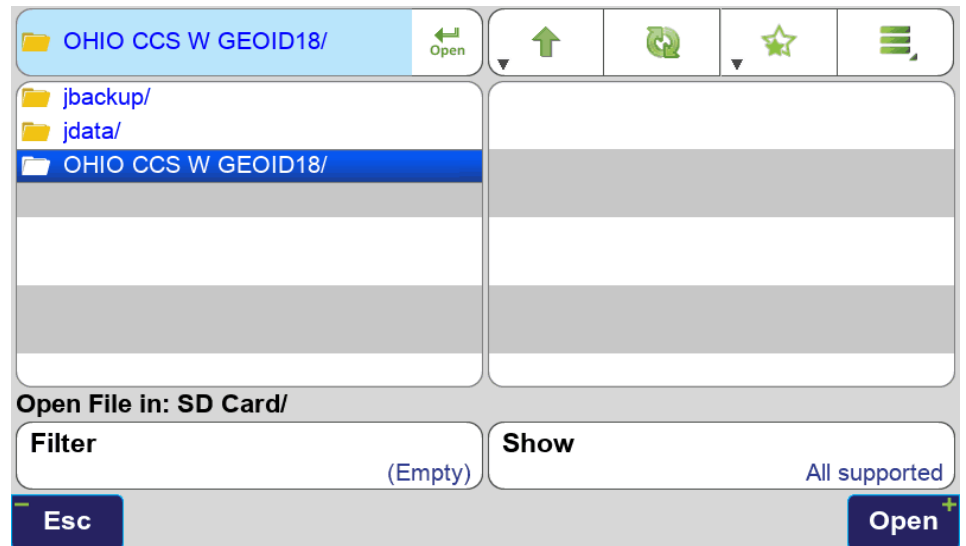 OHIO CCS W GEOID18/
Open
jbackup/
jdata/
OHIO CCS W GEOID18/
Open File in: SD Card/
Filter
(Empty)
Show
All supported
Esc
Open